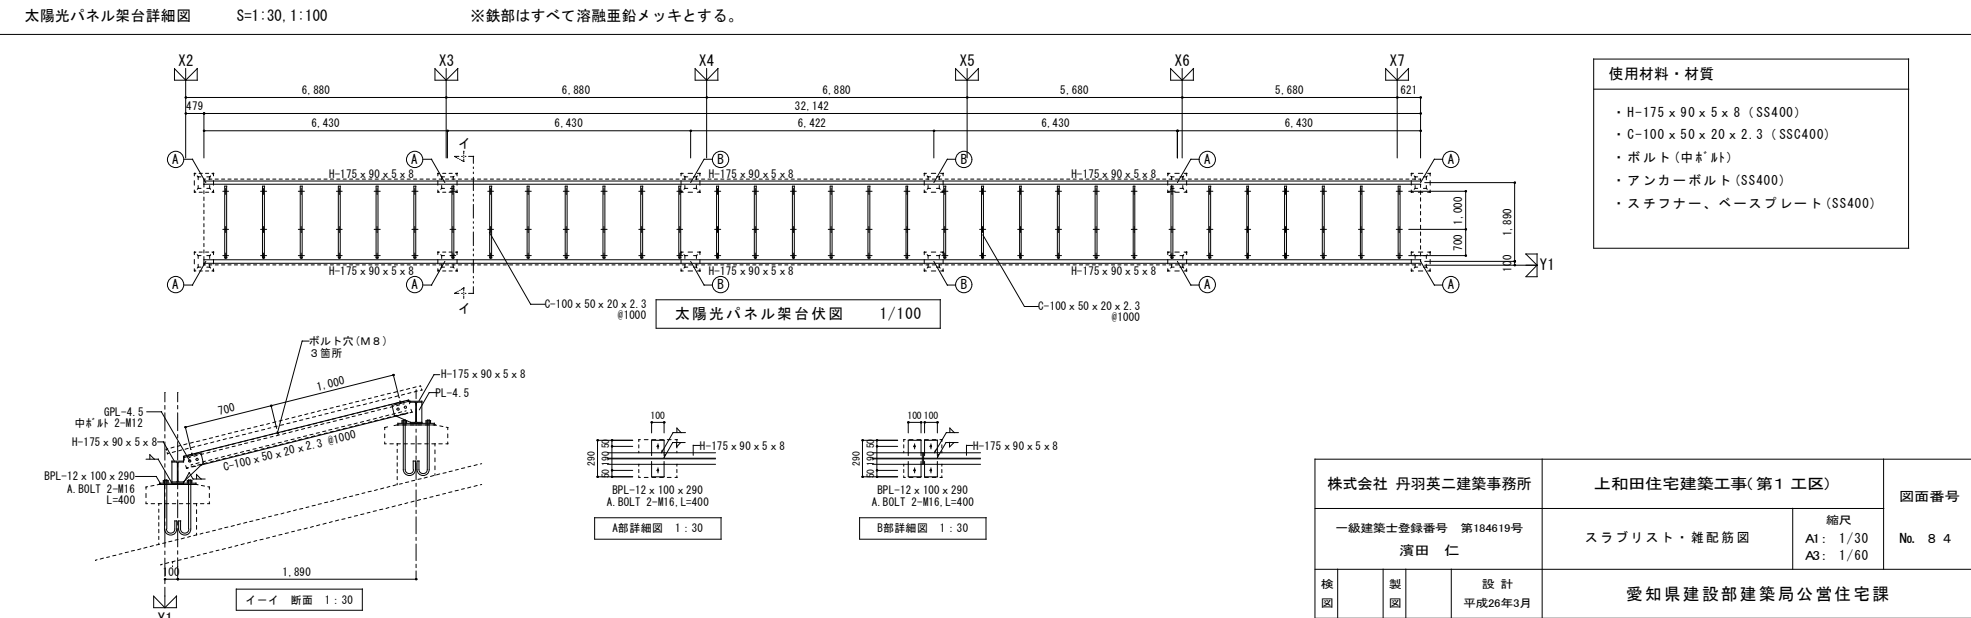 太陽光パネル架台詳細図 S=1:30, 1:100 ※鉄部はすべて溶融亜鉛メッキとする。
X2 X3 X4 X5 X6 X7
6,880 6,880 6,880 5,680 5,680 621
479 32,142
6,430 6,430 6,422 6,430 6,430
イ
A A B B A A
H-175 x 90 x 5 x 8 H-175 x 90 x 5 x 8 H-175 x 90 x 5 x 8
1,000
1,890
700
100
Y1
H-175 x 90 x 5 x 8 H-175 x 90 x 5 x 8 H-175 x 90 x 5 x 8
A A B B A A
イ
C-100 x 50 x 20 x 2.3
@1000
C-100 x 50 x 20 x 2.3
@1000
太陽光パネル架台伏図 1/100
使用材料・材質
・H-175 x 90 x 5 x 8 (SS400)
・C-100 x 50 x 20 x 2.3 (SSC400)
・ボルト(中ボルト)
・アンカーボルト(SS400)
・スチフナー、ベースプレート(SS400)
ボルト穴(M8)
3箇所
H-175 x 90 x 5 x 8
PL-4.5
1,000
700
GPL-4.5
中ボルト 2-M12
H-175 x 90 x 5 x 8
C-100 x 50 x 20 x 2.3 @1000
BPL-12 x 100 x 290
A.BOLT 2-M16
L=400
100 1,890
Y1
イーイ 断面 1:30
100
H-175 x 90 x 5 x 8
290
50 190 50
BPL-12 x 100 x 290
A.BOLT 2-M16,L=400
A部詳細図 1:30
100 100
H-175 x 90 x 5 x 8
290
50 190 50
BPL-12 x 100 x 290
A.BOLT 2-M16,L=400
B部詳細図 1:30
株式会社 丹羽英二建築事務所
一級建築士登録番号 第184619号
濱田 仁
検図 製図 設計
平成26年3月
上和田住宅建築工事(第1 工区)
スラブリスト・雑配筋図
縮尺
A1: 1/30
A3: 1/60
図面番号
No. 84
愛知県建設部建築局公営住宅課